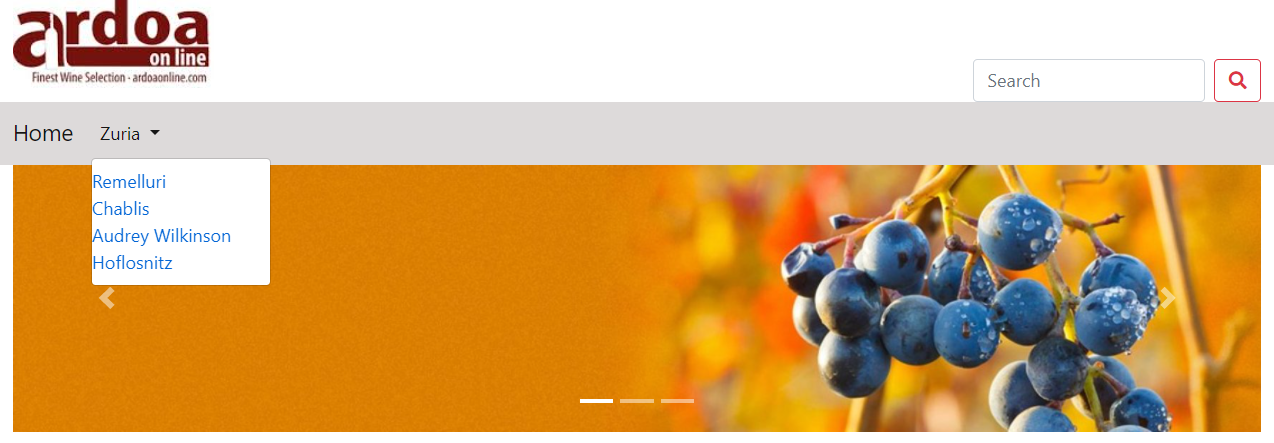 ardoa
on line
Finest Wine Selection - ardoaonline.com
Search
Home
Zuria
Remelluri
Chablis
Audrey Wilkinson
Hoflosnitz